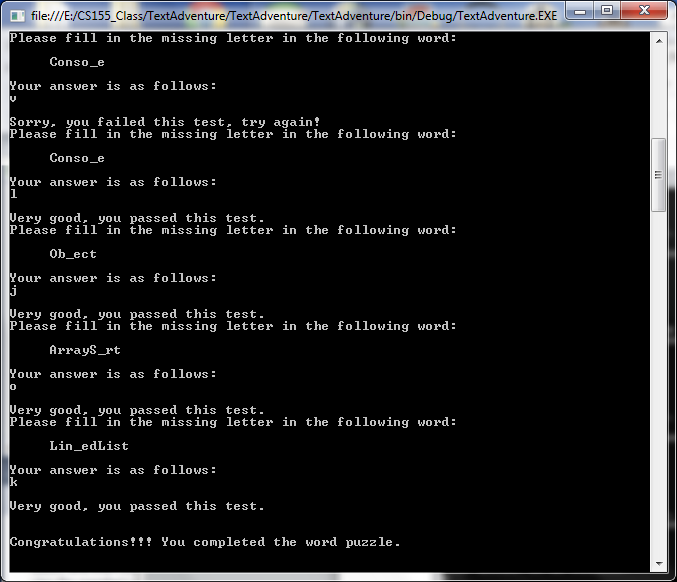 file:///E:/CS155_Class/TextAdventure/TextAdventure/TextAdventure/bin/Debug/TextAdventure.EXE
Please fill in the missing letter in the following word:
Conso_e
Your answer is as follows:
v
Sorry, you failed this test, try again!
Please fill in the missing letter in the following word:
Conso_e
Your answer is as follows:
l
Very good, you passed this test.
Please fill in the missing letter in the following word:
Ob_ect
Your answer is as follows:
j
Very good, you passed this test.
Please fill in the missing letter in the following word:
ArrayS_rt
Your answer is as follows:
o
Very good, you passed this test.
Please fill in the missing letter in the following word:
Lin_edList
Your answer is as follows:
k
Very good, you passed this test.
Congratulations!!! You completed the word puzzle.